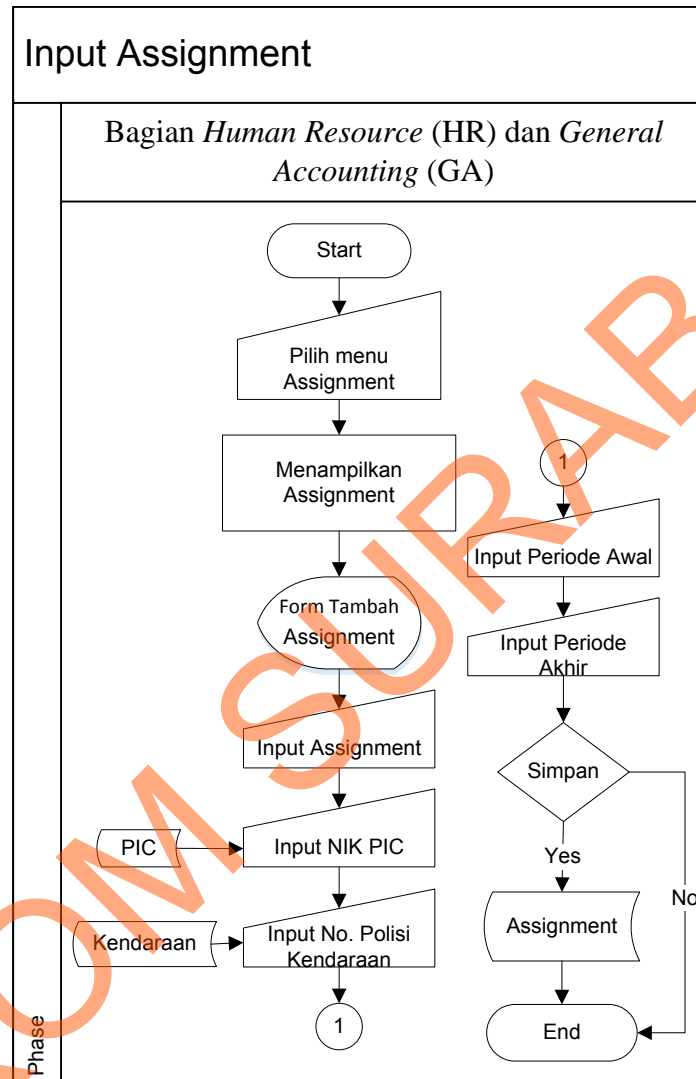 Input Assignment
Bagian Human Resource (HR) dan General
Accounting (GA)
Start
Pilih menu
Assignment
Menampilkan
Assignment
Form Tambah
Assignment
Input Assignment
PIC
Input NIK PIC
Kendaraan
Input No. Polisi
Kendaraan
1
1
Input Periode Awal
Input Periode
Akhir
Simpan
Yes
No
Assignment
End
Phase
OM SURAB